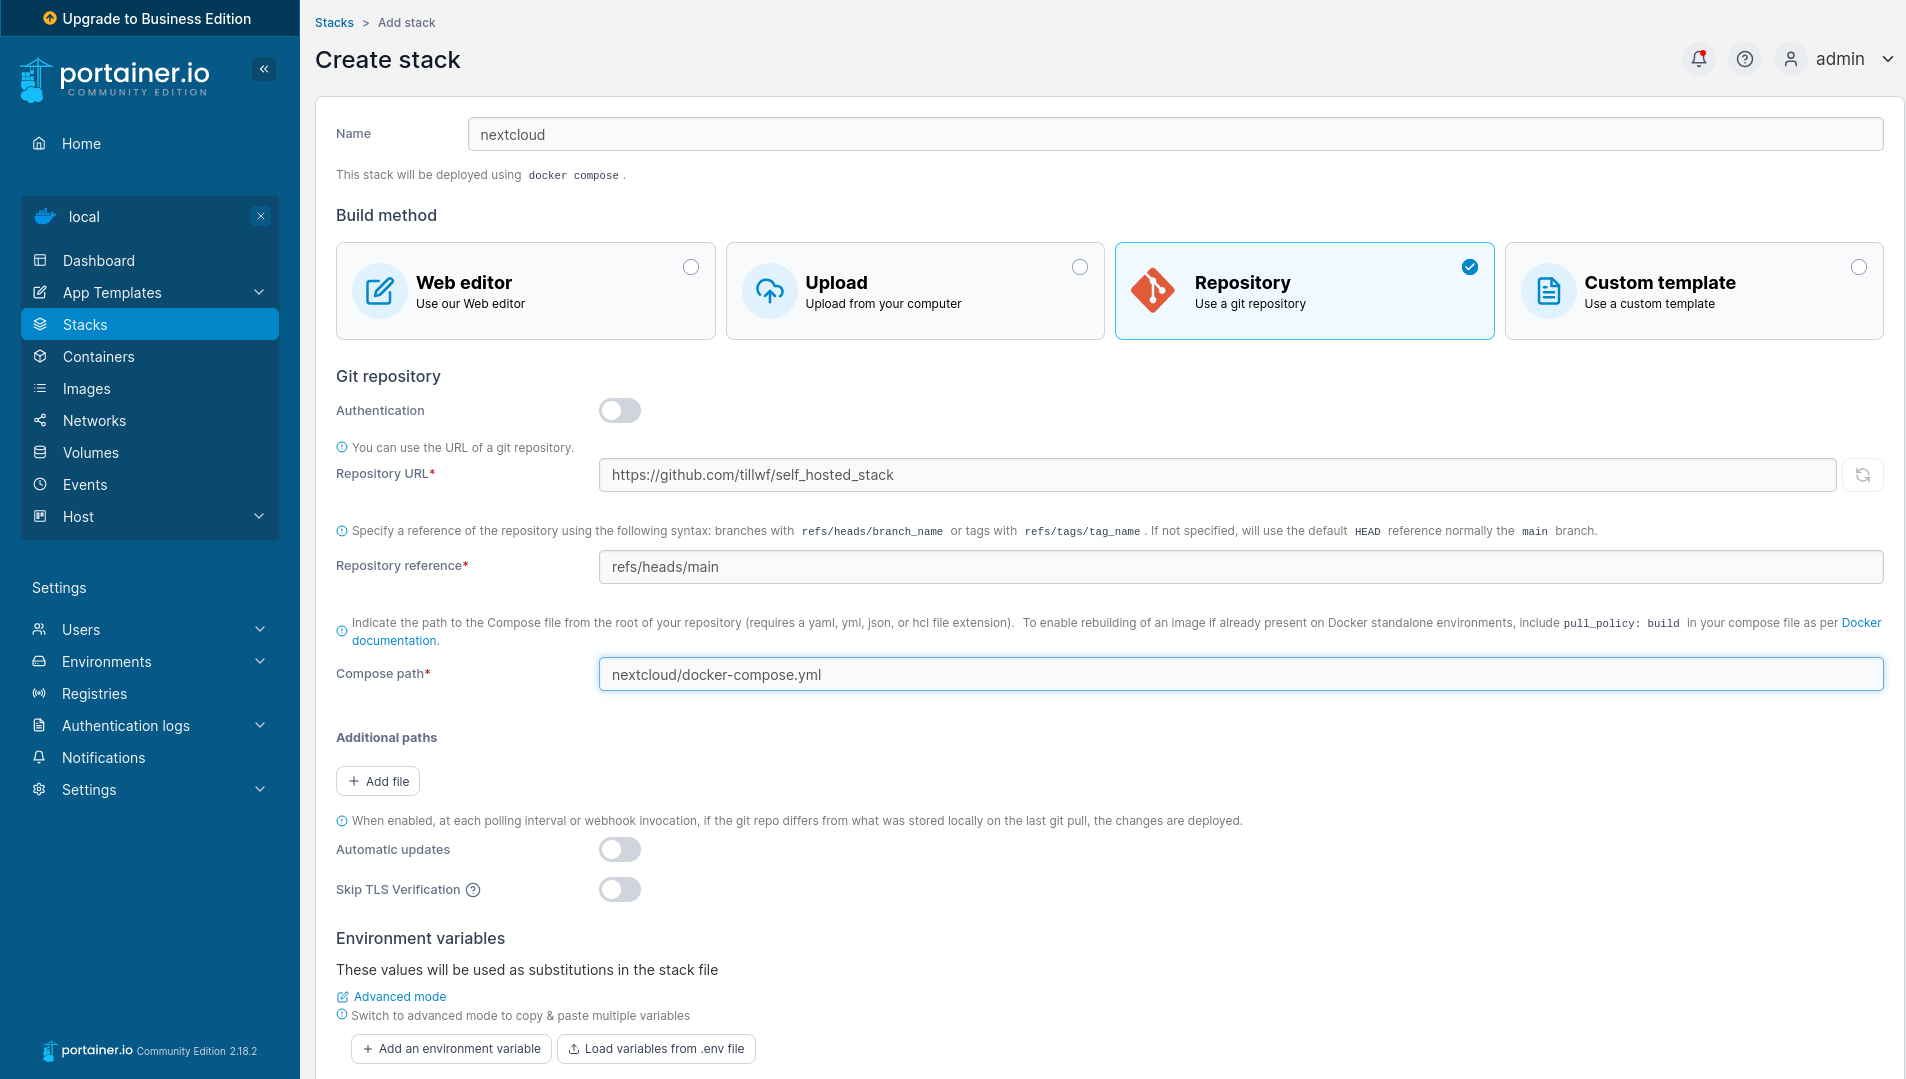 Upgrade to Business Edition
portainer.io
COMMUNITY EDITION
Home
local
Dashboard
App Templates
Stacks
Containers
Images
Networks
Volumes
Events
Host
Settings
Users
Environments
Registries
Authentication logs
Notifications
Settings
portainer.io Community Edition 2.18.2
Stacks > Add stack
Create stack
admin
Name
nextcloud
This stack will be deployed using docker compose .
Build method
Web editor
Use our Web editor
Upload
Upload from your computer
Repository
Use a git repository
Custom template
Use a custom template
Git repository
Authentication
You can use the URL of a git repository.
Repository URL*
https://github.com/tillwf/self_hosted_stack
Specify a reference of the repository using the following syntax: branches with refs/heads/branch_name or tags with refs/tags/tag_name . If not specified, will use the default HEAD reference normally the main branch.
Repository reference*
refs/heads/main
Indicate the path to the Compose file from the root of your repository (requires a yaml, yml, json, or hcl file extension). To enable rebuilding of an image if already present on Docker standalone environments, include pull_policy: build in your compose file as per Docker
documentation.
Compose path*
nextcloud/docker-compose.yml
Additional paths
Add file
When enabled, at each polling interval or webhook invocation, if the git repo differs from what was stored locally on the last git pull, the changes are deployed.
Automatic updates
Skip TLS Verification
Environment variables
These values will be used as substitutions in the stack file
Advanced mode
Switch to advanced mode to copy & paste multiple variables
+ Add an environment variable
Load variables from .env file